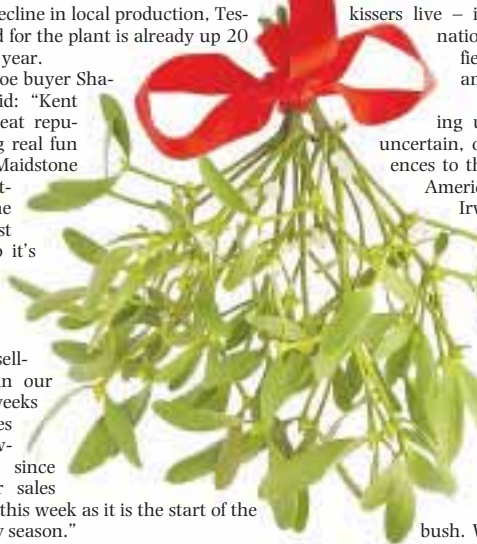 ecline in local production, Tes-
d for the plant is already up 20
year.
oe buyer Sha-
id: “Kent
eat repu-
g real fun
Maidstone
t-
ne
st
o it’s
sell-
n our
weeks
es
w-
since
r sales
this week as it is the start of the
y season.”
kissers live – i
natio
fie
an
ing u
uncertain, o
ences to th
Americ
Irv
bush. W